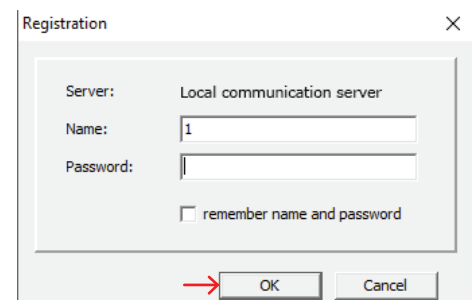 Registration
Server: Local communication server
Name: 1
Password:
remember name and password
OK Cancel